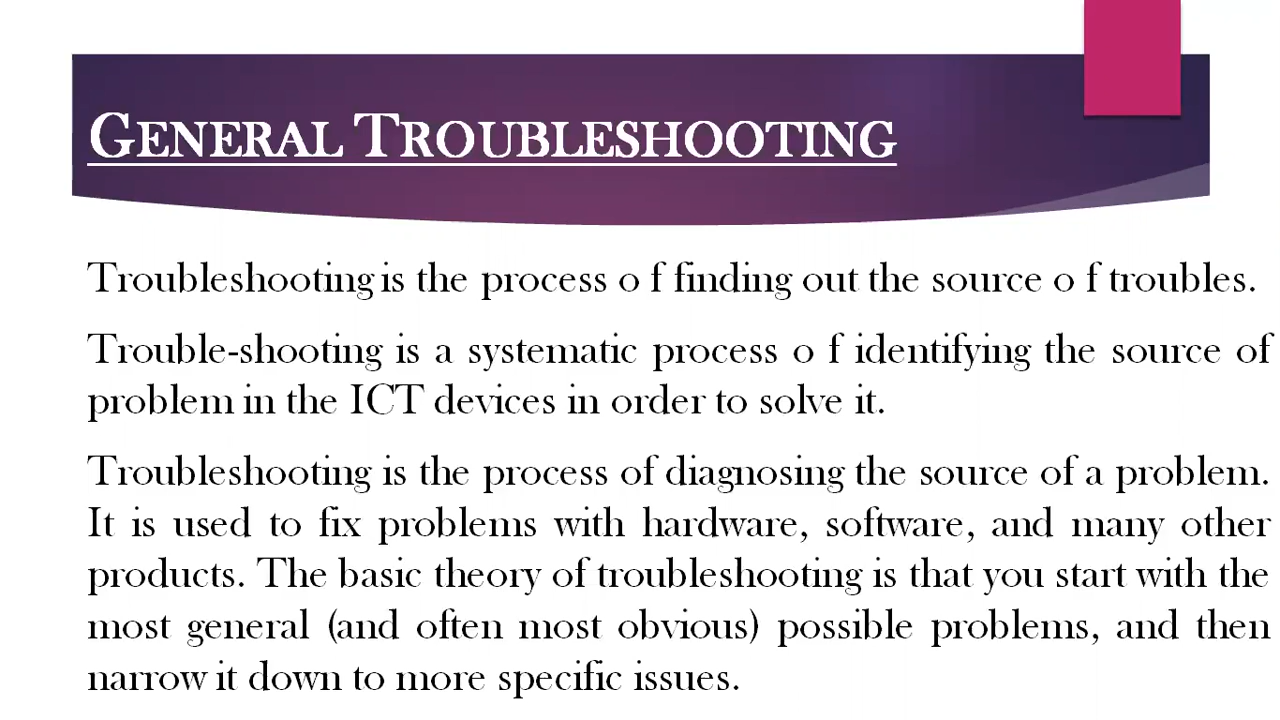 GENERAL TROUBLESHOOTING
Troubleshooting is the process o f finding out the source o f troubles.
Trouble-shooting is a systematic process o f identifying the source of
problem in the ICT devices in order to solve it.
Troubleshooting is the process of diagnosing the source of a problem.
It is used to fix problems with hardware, software, and many other
products. The basic theory of troubleshooting is that you start with the
most general (and often most obvious) possible problems, and then
narrow it down to more specific issues.